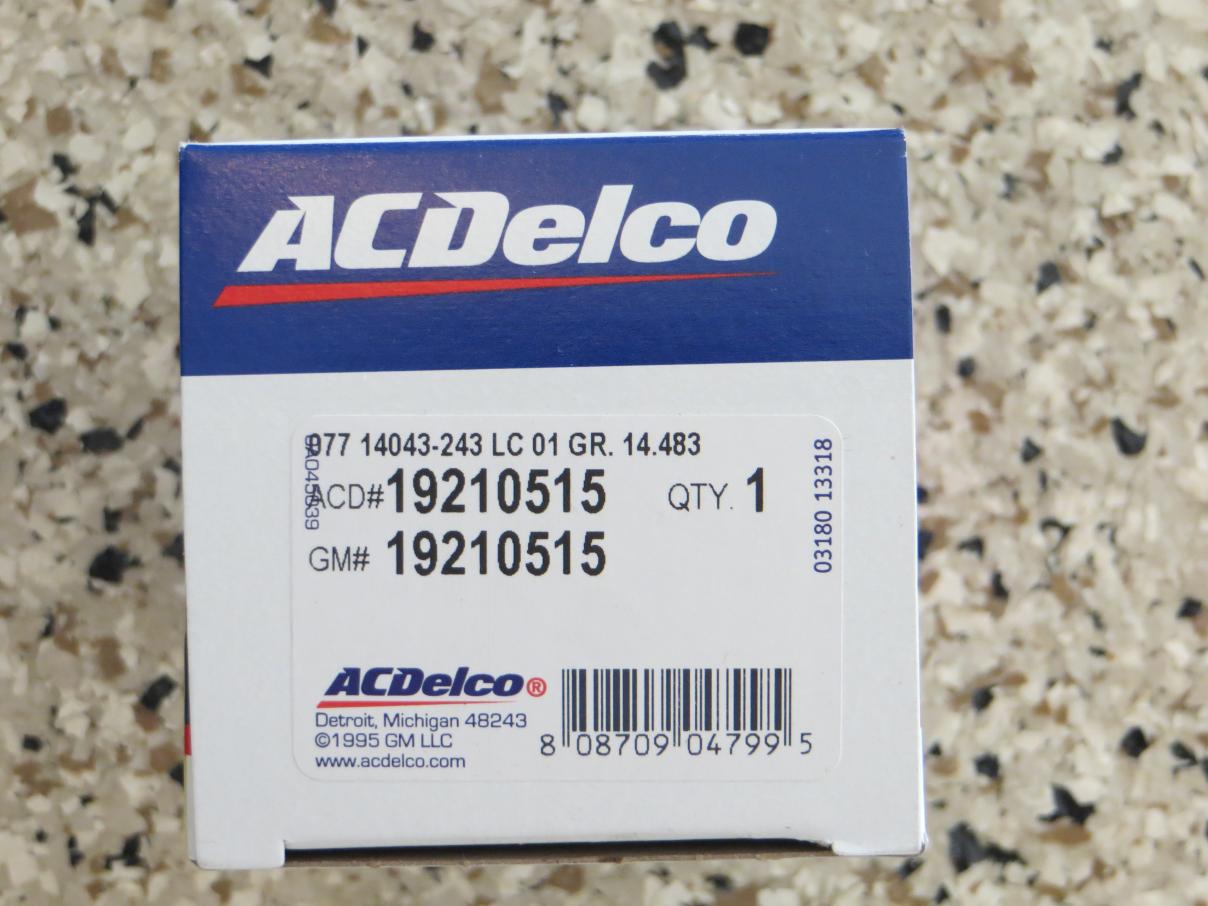 ACDelco
077 14043-243 LC 01 GR. 14.483
ACD# 19210515 QTY. 1
GM# 19210515
03180 13318
ACDelco®
Detroit, Michigan 48243
©1995 GM LLC
www.acdelco.com
8 08709 04799 5